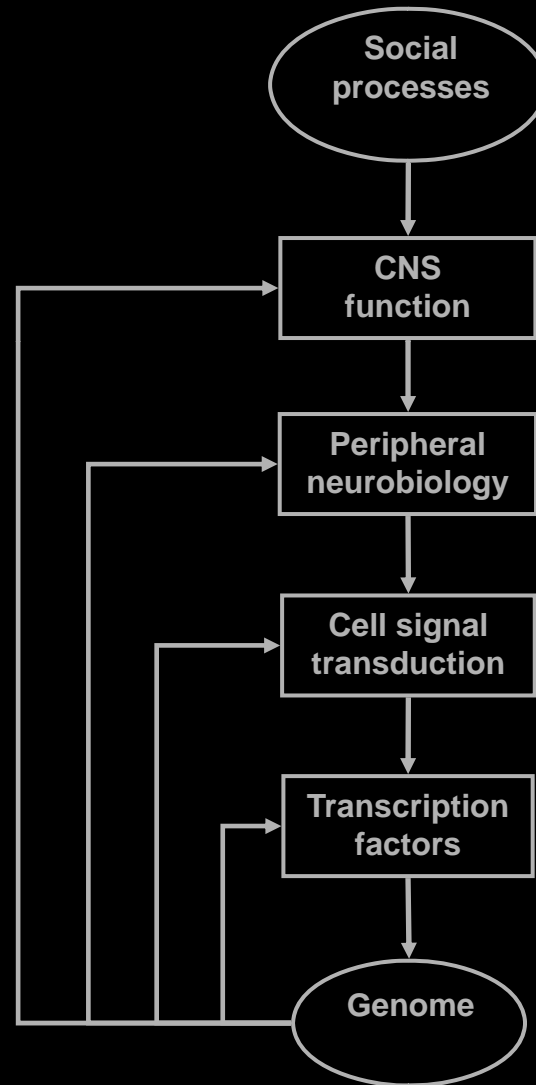 Social
processes
CNS
function
Peripheral
neurobiology
Cell signal
transduction
Transcription
factors
Genome